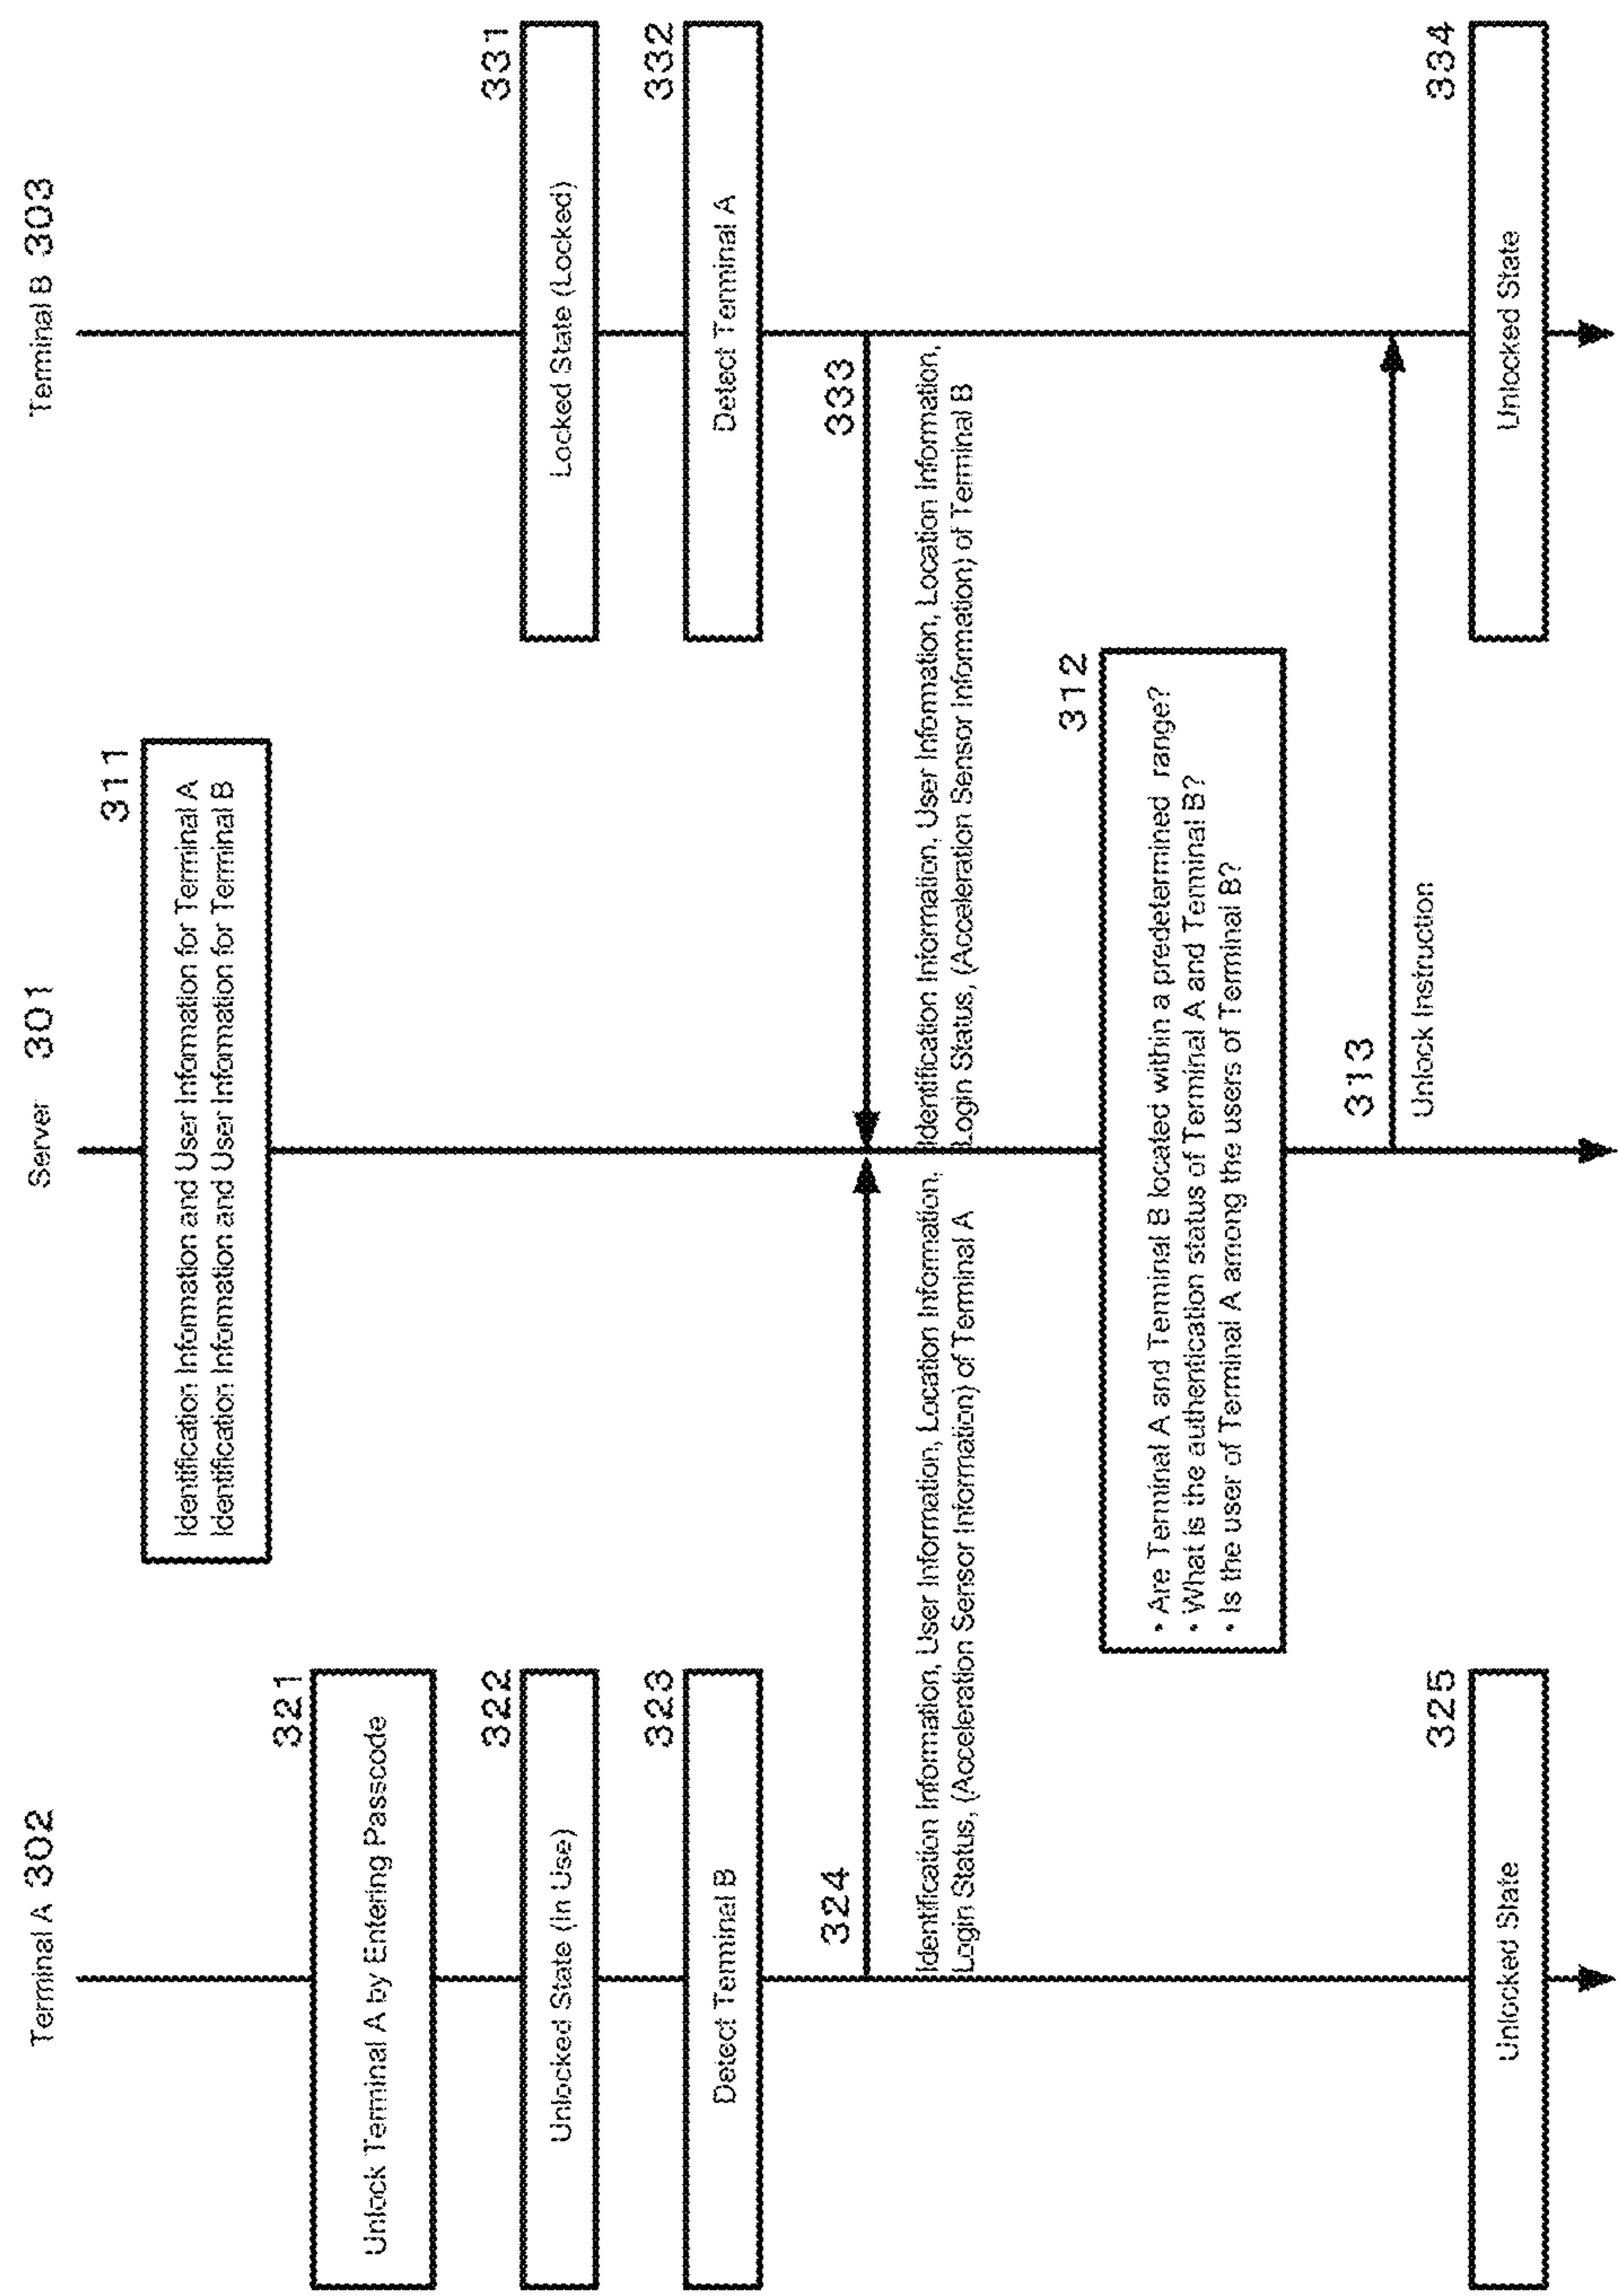 Terminal A 302
Server 301
Terminal B 303
311
Identification Information and User Information for Terminal A
Identification Information and User Information for Terminal B
321
Unlock Terminal A by Entering Passcode
322
Unlocked State (In Use)
331
Locked State (Locked)
323
Detect Terminal B
332
Detect Terminal A
324
Identification Information, User Information, Location Information,
Login Status, (Acceleration Sensor Information) of Terminal A
333
Identification Information, User Information, Location Information,
Login Status, (Acceleration Sensor Information) of Terminal B
312
• Are Terminal A and Terminal B located within a predetermined range?
• What is the authentication status of Terminal A and Terminal B?
• Is the user of Terminal A among the users of Terminal B?
313
Unlock Instruction
325
Unlocked State
334
Unlocked State